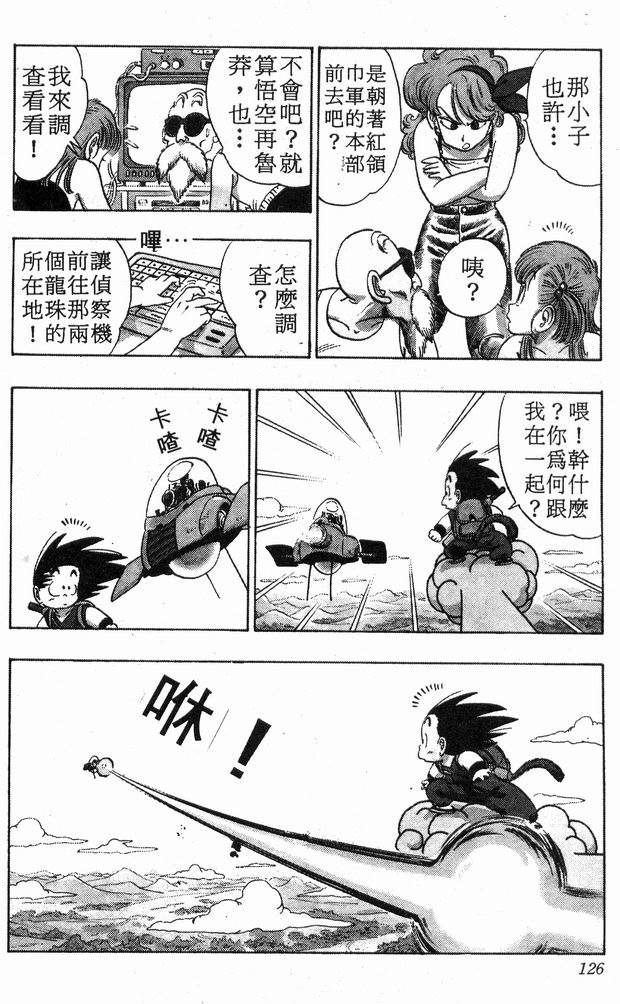 那小子
也許…
是朝著紅領
巾軍的本部
前去吧？
咦？
不會吧？就
算悟空再魯
莽，也…
我來調
查看看！
嗶…
怎麼調
查？
讓偵察機
前往那兩
個龍珠的
所在地！
喂！幹什麼
？你為何跟
我在一起？
卡喳
卡喳
咻！
126